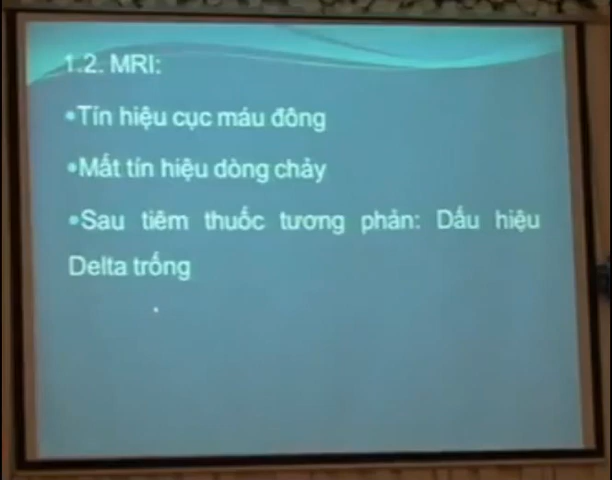 1.2. MRI:
•Tín hiệu cục máu đông
•Mất tín hiệu dòng chảy
•Sau tiêm thuốc tương phản: Dấu hiệu
Delta trống